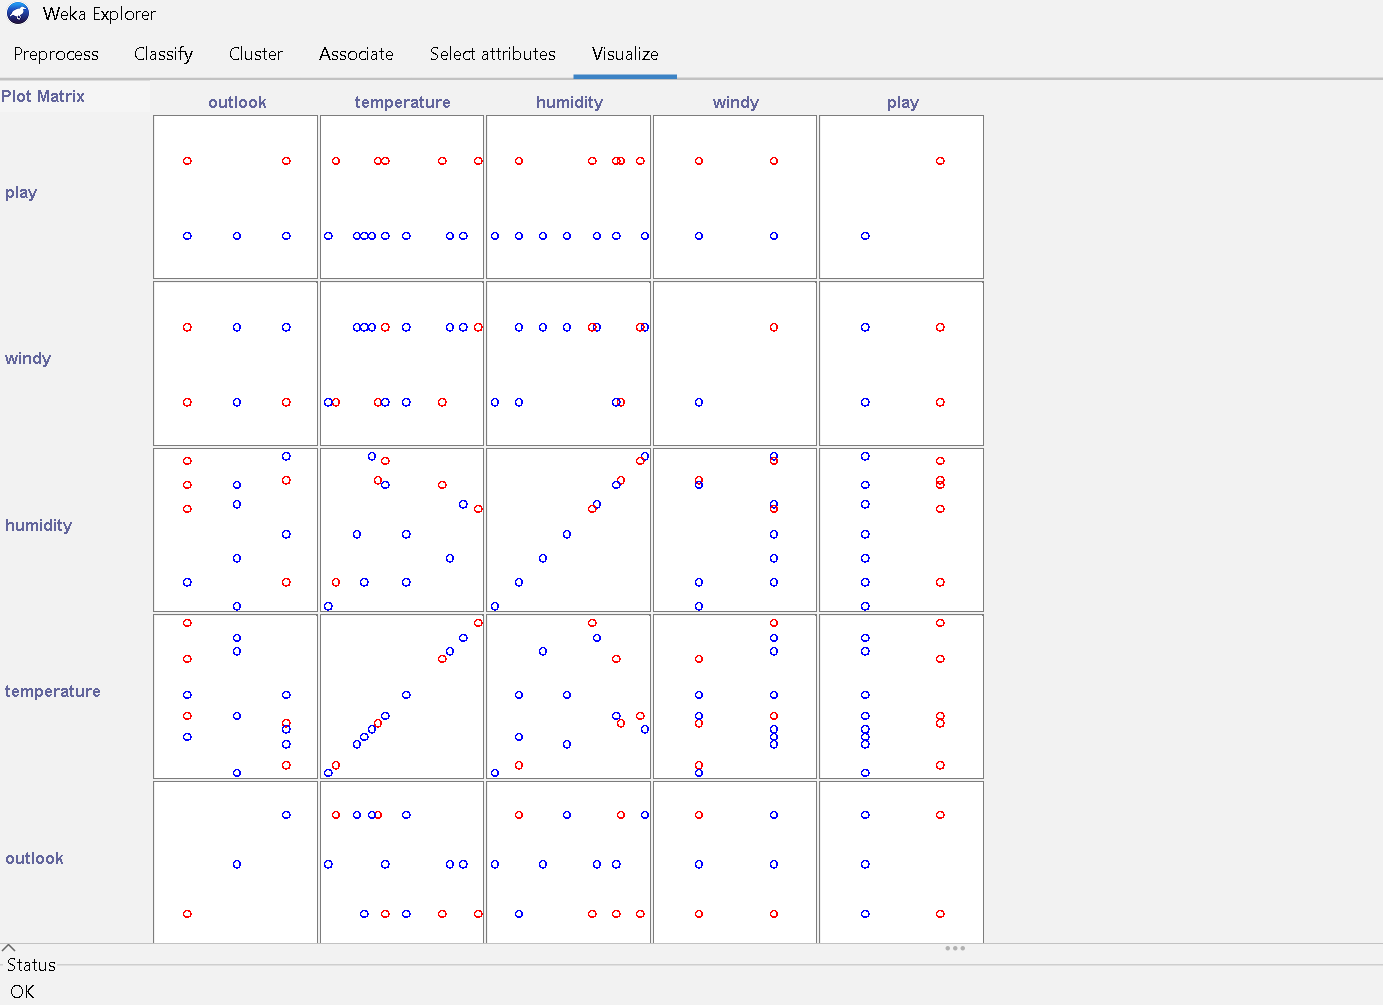 Weka Explorer
Preprocess Classify Cluster Associate Select attributes Visualize
Plot Matrix
outlook temperature humidity windy play
play
windy
humidity
temperature
outlook
Status
OK